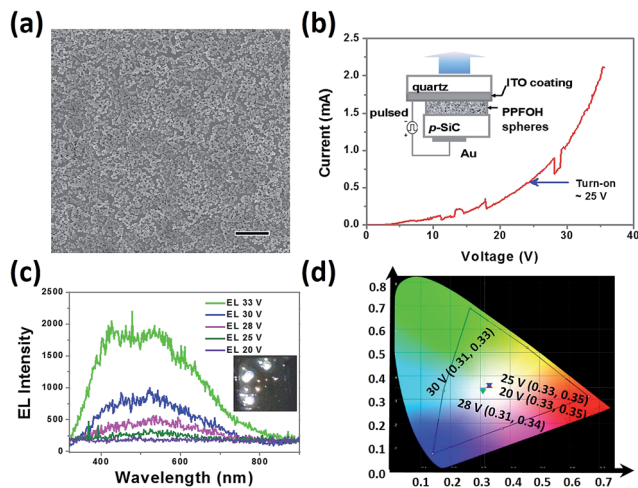 (a)
(b)
2.5
2.0
1.5
1.0
0.5
0.0
Current (mA)
0
10
20
30
40
Voltage (V)
quartz
ITO coating
pulsed
PPFOH
spheres
-
+
p-SiC
Au
Turn-on
~ 25 V
(c)
2500
2000
1500
1000
500
0
EL Intensity
EL 33 V
EL 30 V
EL 28 V
EL 25 V
EL 20 V
400
600
800
Wavelength (nm)
(d)
0.8
0.7
0.6
0.5
0.4
0.3
0.2
0.1
0.0
30 V (0.31, 0.33)
25 V (0.33, 0.35)
20 V (0.33, 0.35)
28 V (0.31, 0.34)
0.1
0.2
0.3
0.4
0.5
0.6
0.7